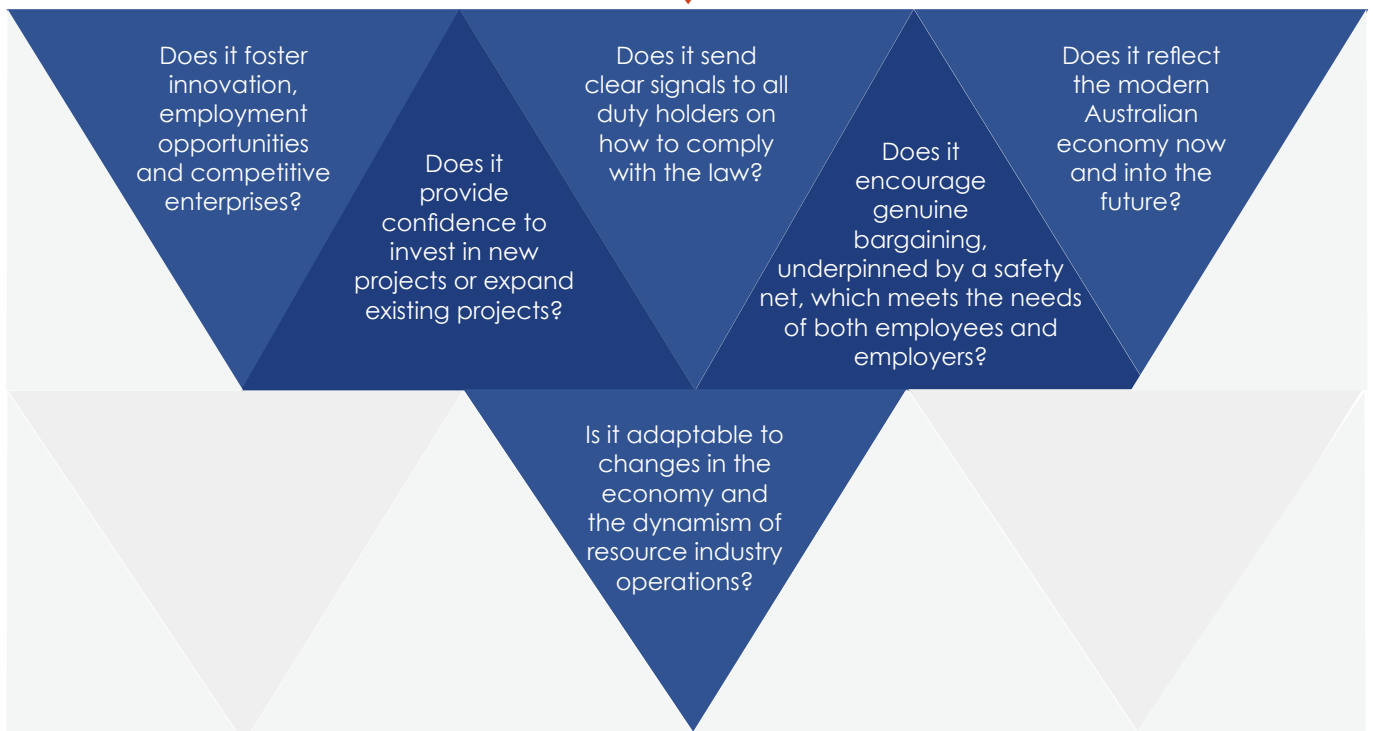 Does it foster
innovation,
employment
opportunities
and competitive
enterprises?
Does it
provide
confidence to
invest in new
projects or expand
existing projects?
Does it send
clear signals to all
duty holders on
how to comply
with the law?
Does it
encourage
genuine
bargaining,
underpinned by a safety
net, which meets the needs
of both employees and
employers?
Does it reflect
the modern
Australian
economy now
and into the
future?
Is it adaptable to
changes in the
economy and
the dynamism of
resource industry
operations?